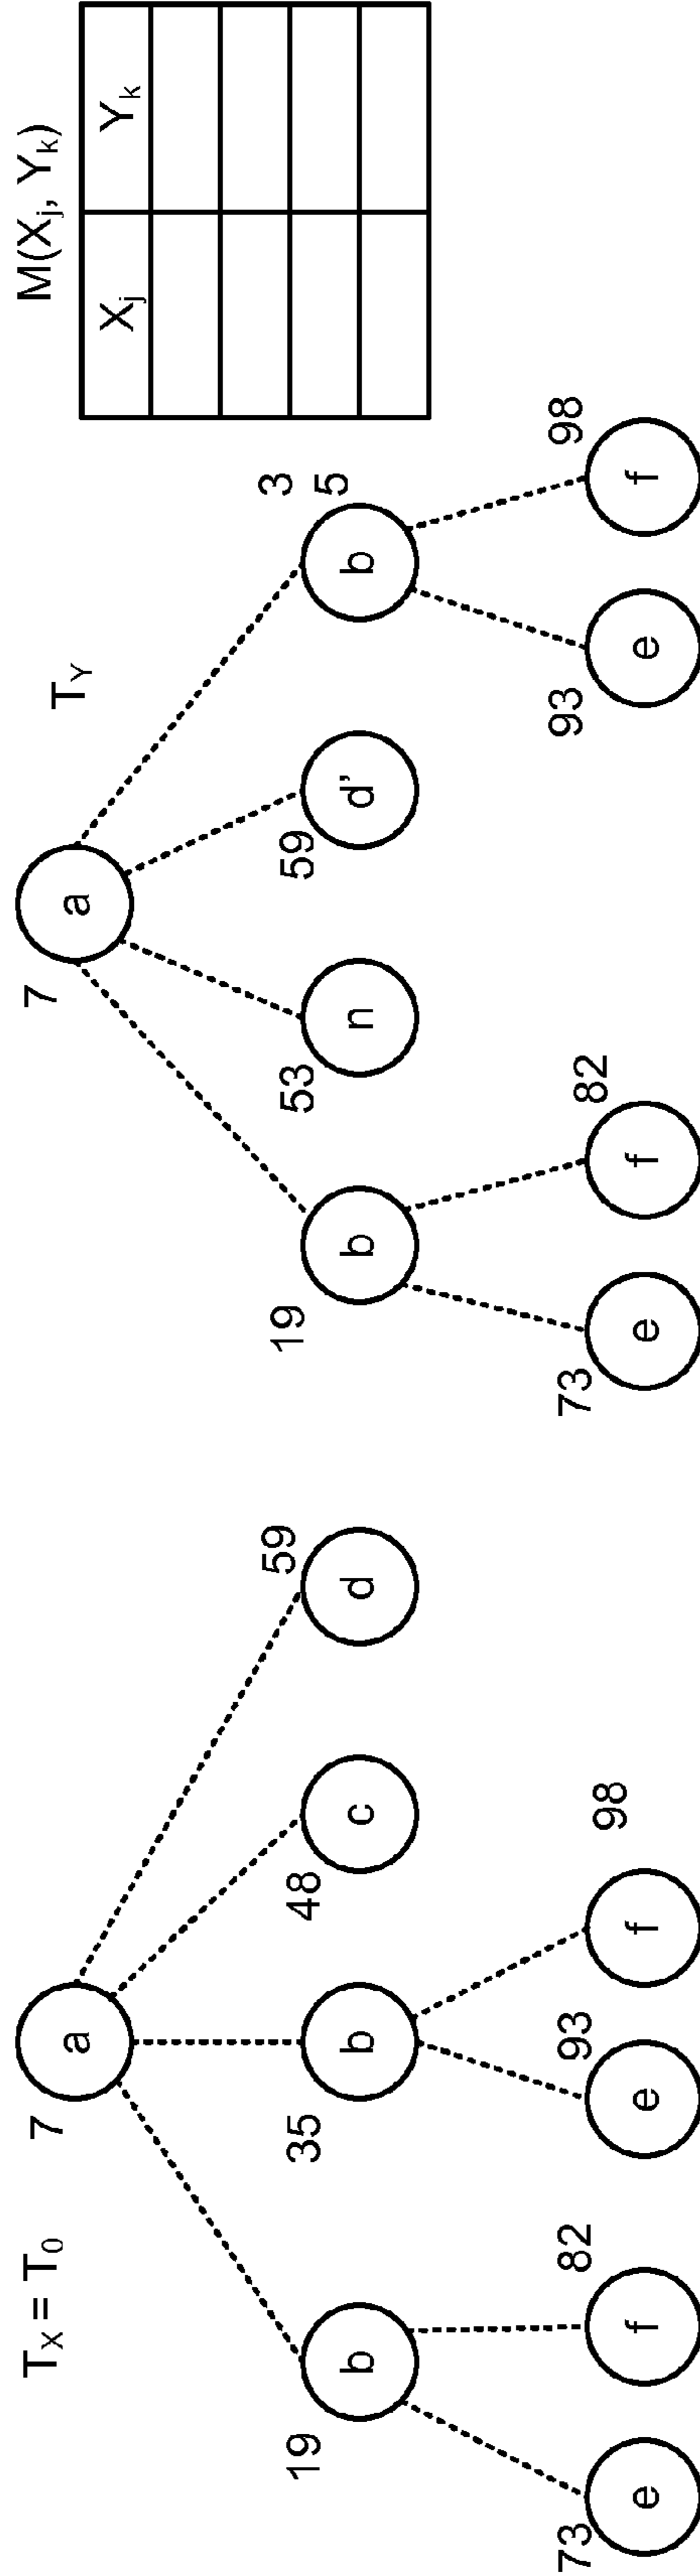 T_X = T_0
7
a
19
b
35
b
48
c
59
d
73
e
82
f
93
e
98
f
T_Y
7
a
19
b
53
n
59
d'
3
5
b
73
e
82
f
93
e
98
f
M(X_j, Y_k)
X_j Y_k